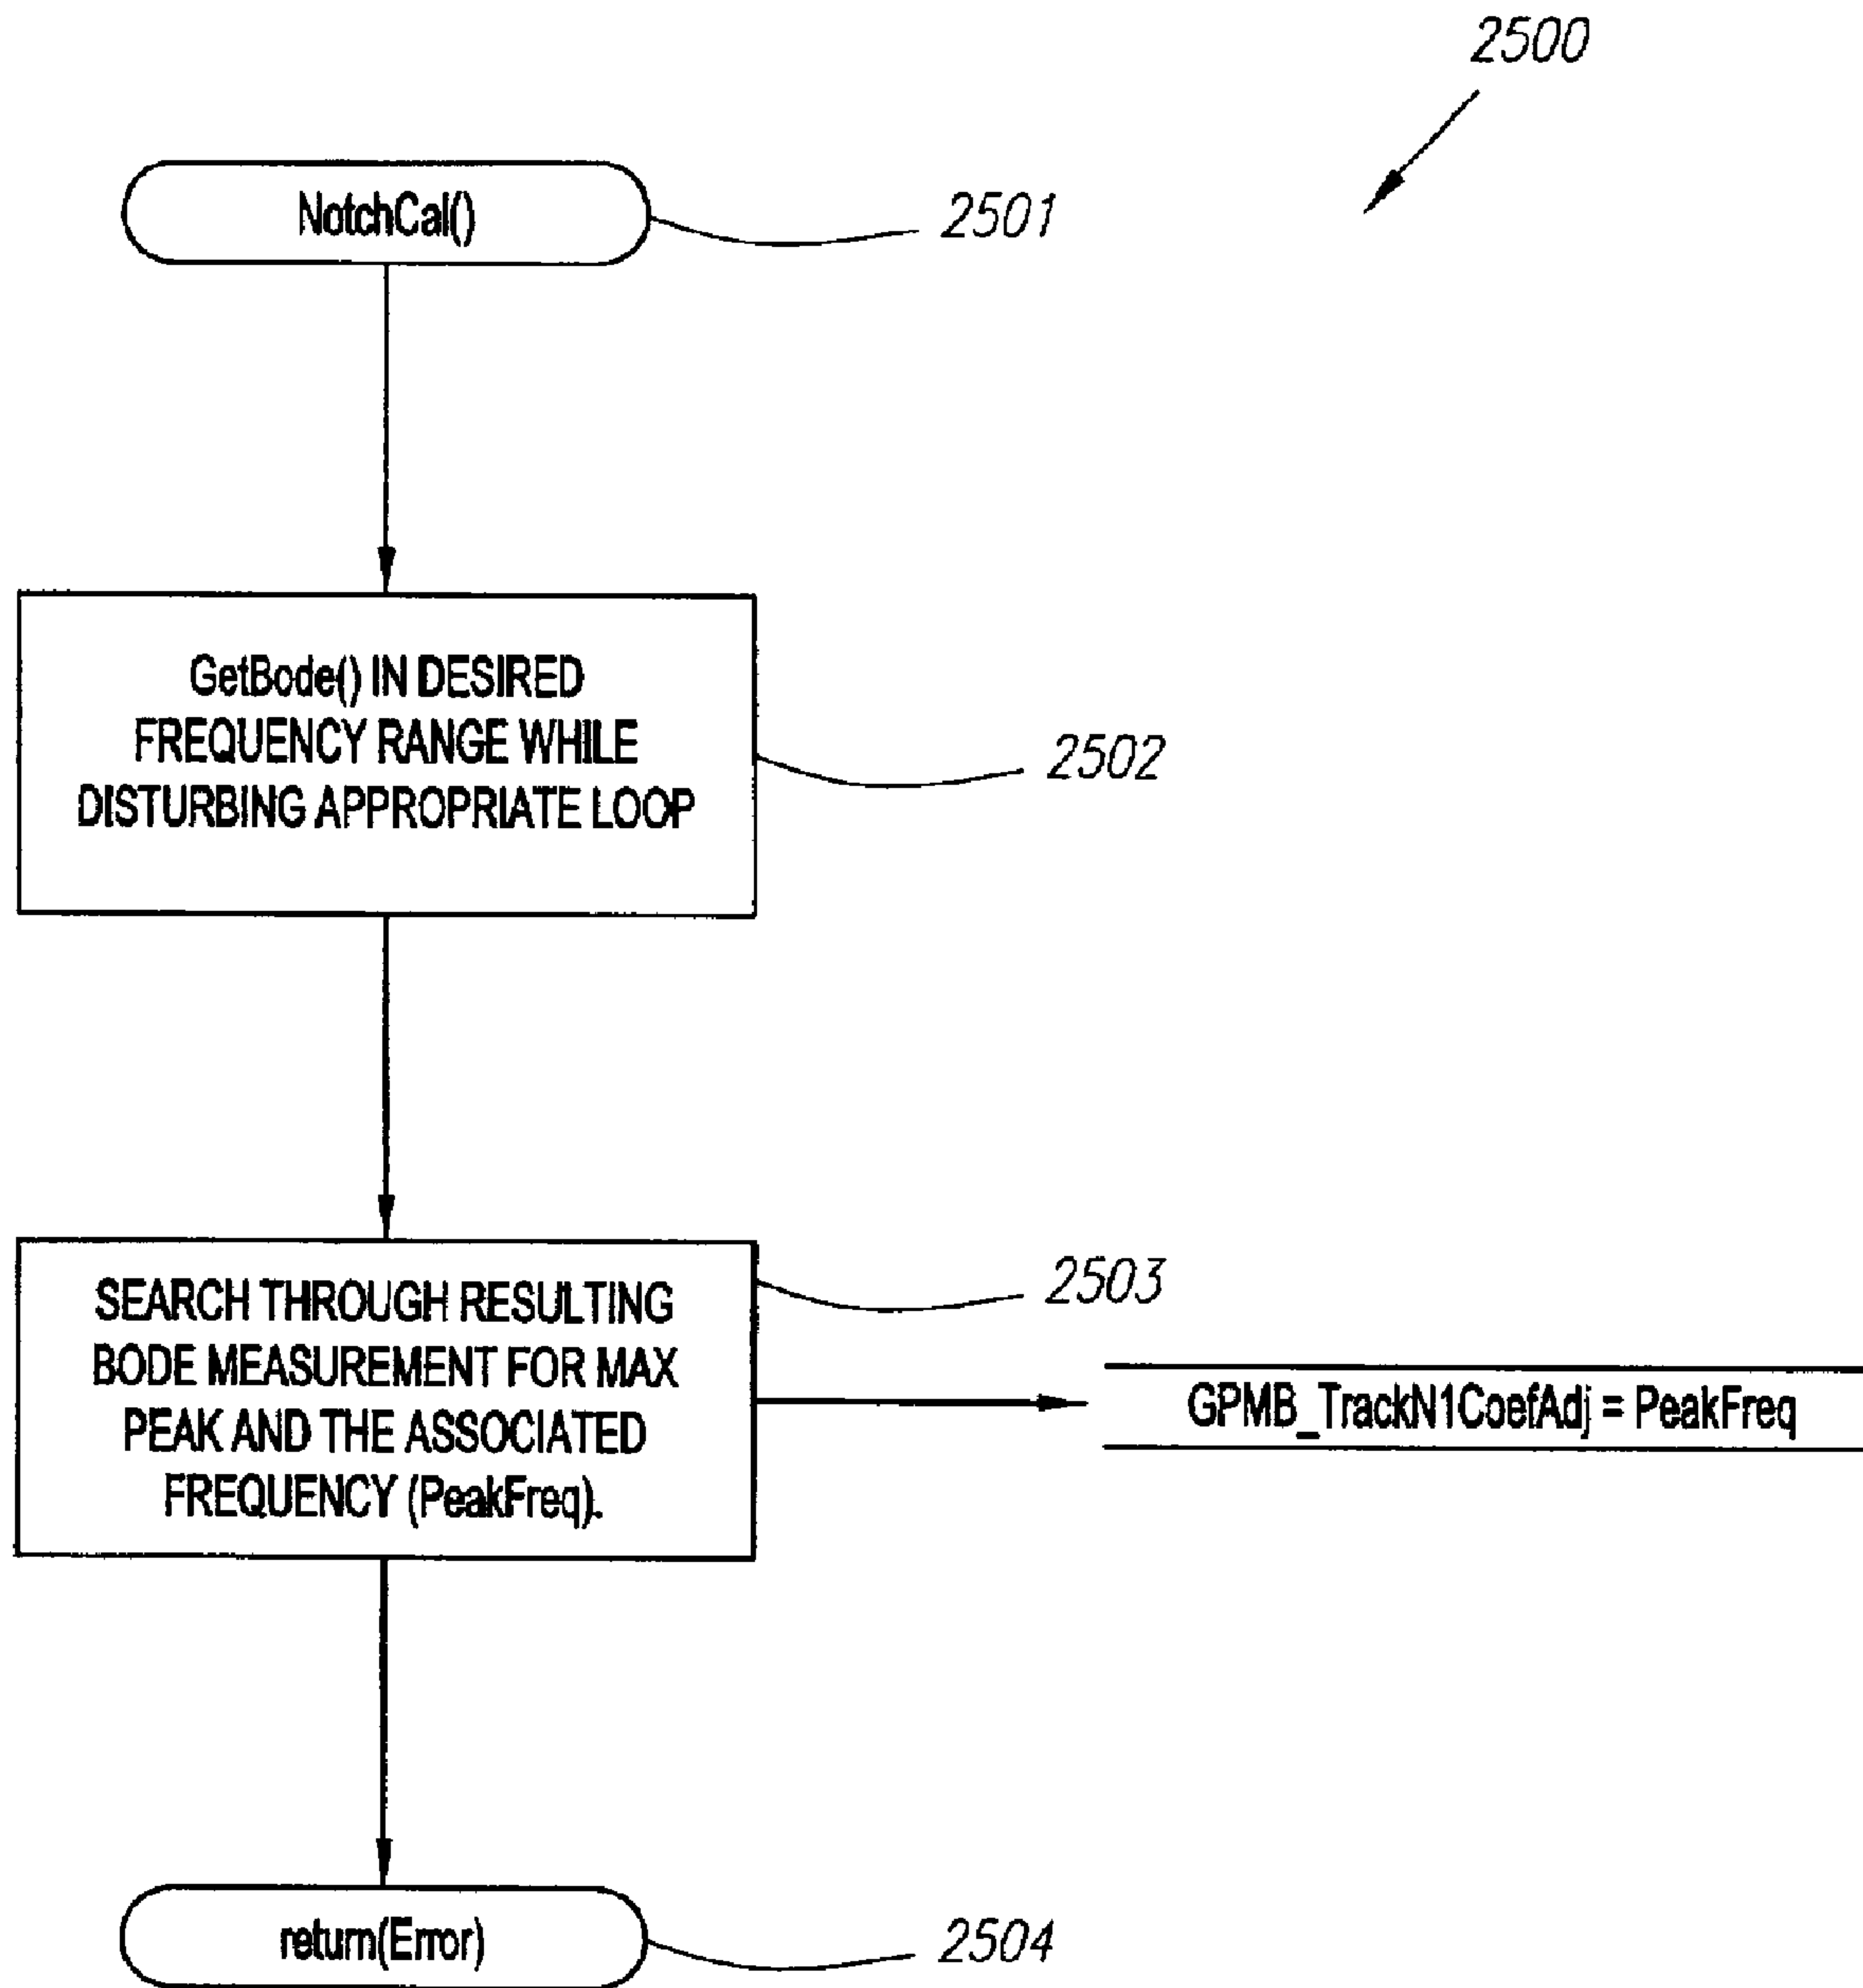 2500
NotchCal()
2501
GetBode() IN DESIRED
FREQUENCY RANGE WHILE
DISTURBING APPROPRIATE LOOP
2502
SEARCH THROUGH RESULTING
BODE MEASUREMENT FOR MAX
PEAK AND THE ASSOCIATED
FREQUENCY (PeakFreq).
2503
GPMB_TrackN1CoefAdj = PeakFreq
return(Error)
2504